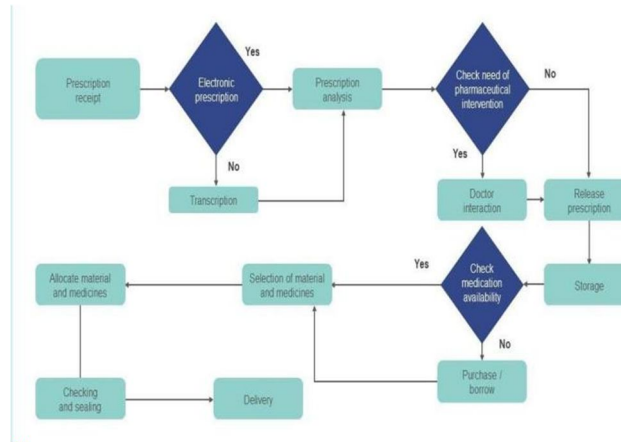 Yes
Prescription
receipt
Electronic
prescription
Prescription
analysis
Check need of
pharmaceutical
intervention
No
No
Yes
Transcription
Doctor
interaction
Release
prescription
Allocate material
and medicines
Selection of material
and medicines
Yes
Check
medication
availability
Storage
No
Purchase /
borrow
Checking
and sealing
Delivery